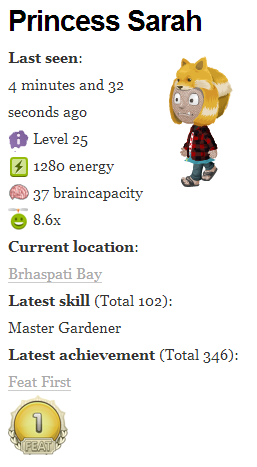 Princess Sarah
Last seen:
4 minutes and 32
seconds ago
Level 25
1280 energy
37 braincapacity
8.6x
Current location:
Brhaspati Bay
Latest skill (Total 102):
Master Gardener
Latest achievement (Total 346):
Feat First
1
FEAT